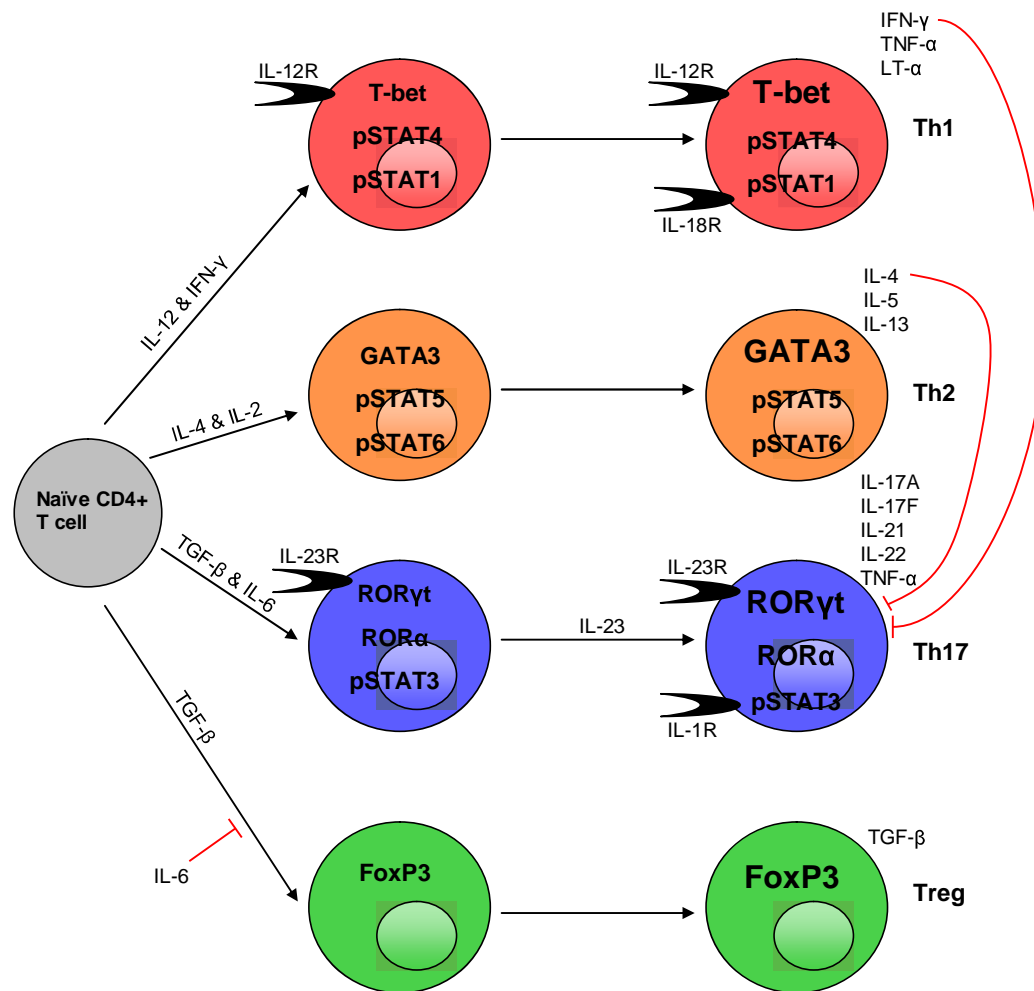 IFN-γ
TNF-α
LT-α
IL-12R
T-bet
pSTAT4
pSTAT1
IL-12R
T-bet
pSTAT4
pSTAT1
IL-18R
Th1
IL-12 & IFN-γ
IL-4
IL-5
IL-13
GATA3
pSTAT5
pSTAT6
GATA3
pSTAT5
pSTAT6
Th2
IL-4 & IL-2
Naïve CD4+
T cell
IL-17A
IL-17F
IL-21
IL-22
TNF-α
TGF-β & IL-6
IL-23R
RORγt
RORα
pSTAT3
IL-23
IL-23R
RORγt
RORα
pSTAT3
IL-1R
Th17
TGF-β
IL-6
FoxP3
TGF-β
FoxP3
Treg